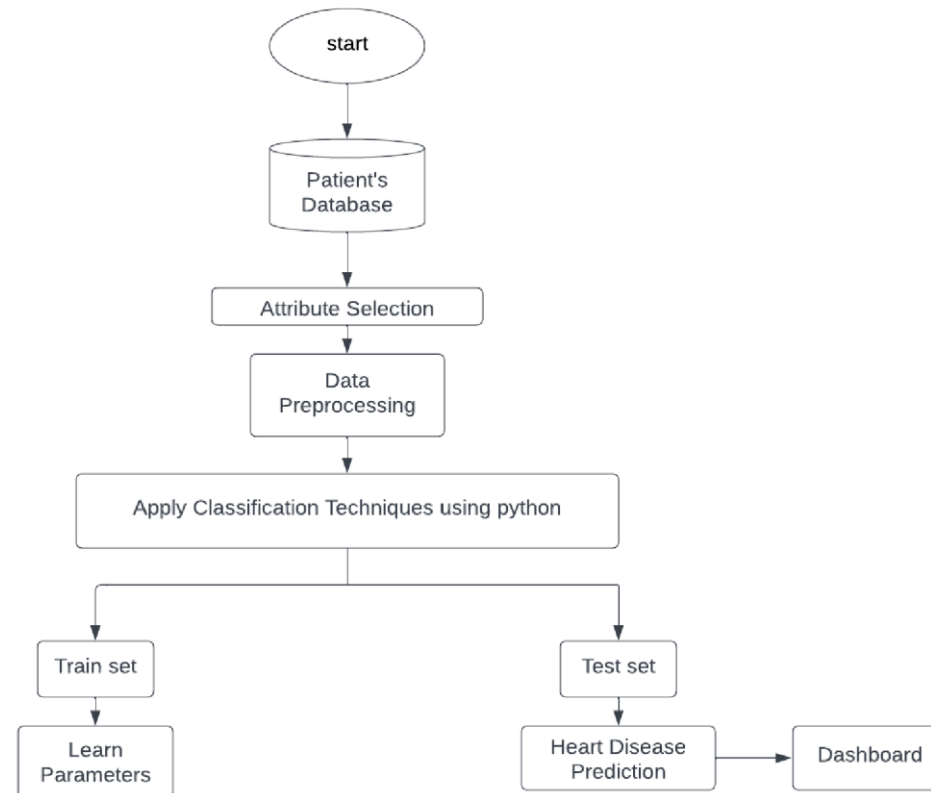 start
Patient's
Database
Attribute Selection
Data
Preprocessing
Apply Classification Techniques using python
Train set
Test set
Learn
Parameters
Heart Disease
Prediction
Dashboard